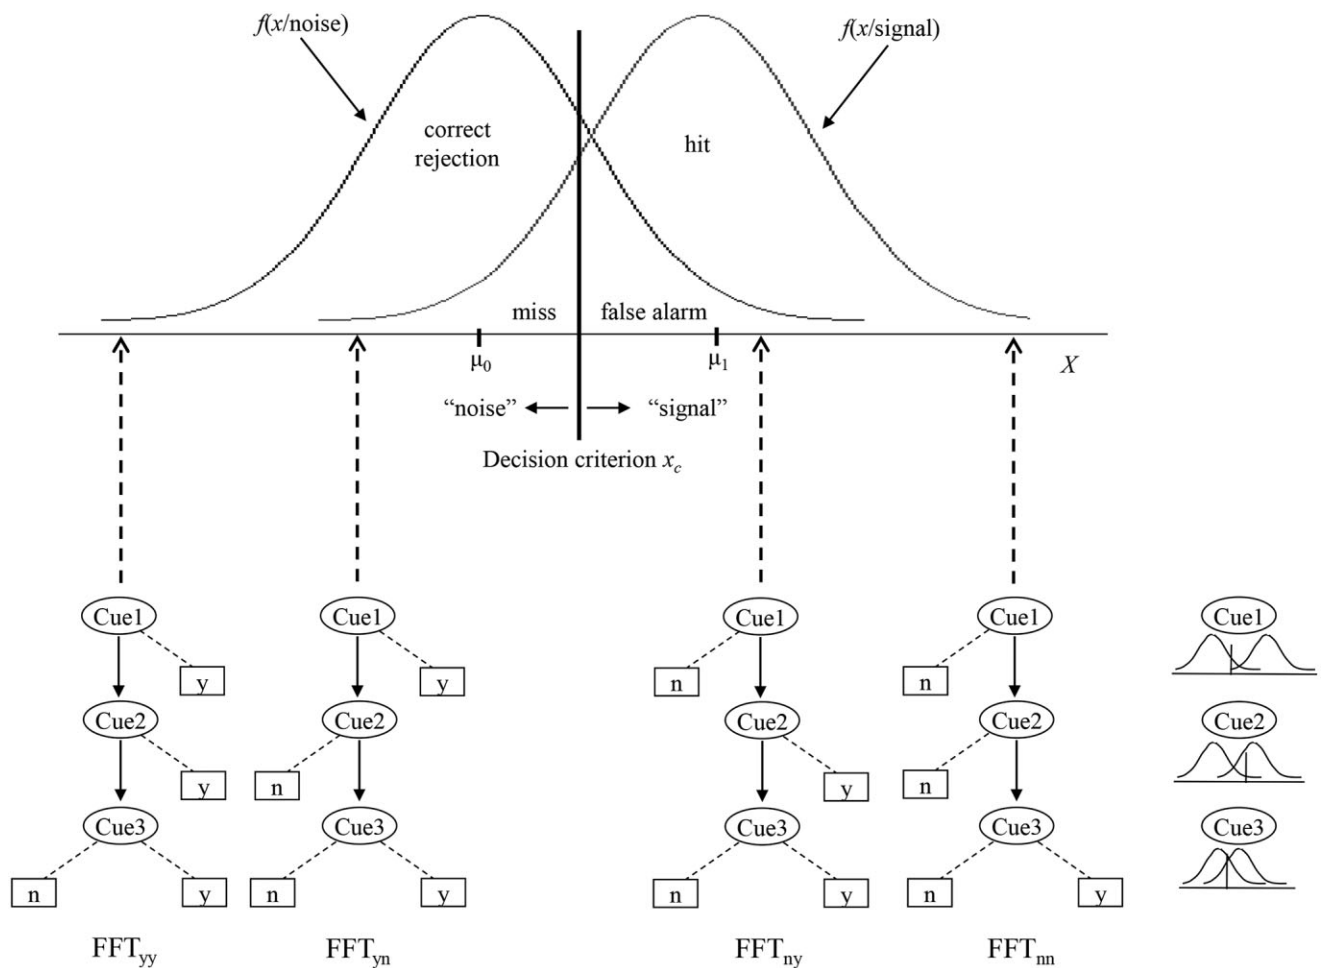 f(x/noise)
f(x/signal)
correct
rejection
hit
miss
false alarm
μ0
μ1
X
“noise”
“signal”
Decision criterion xc
Cue1
Cue1
Cue1
Cue1
Cue1
y
y
n
n
Cue2
Cue2
Cue2
Cue2
Cue2
y
n
y
n
Cue3
Cue3
Cue3
Cue3
Cue3
n
y
n
y
n
y
n
y
FFTyy
FFTyn
FFTny
FFTnn